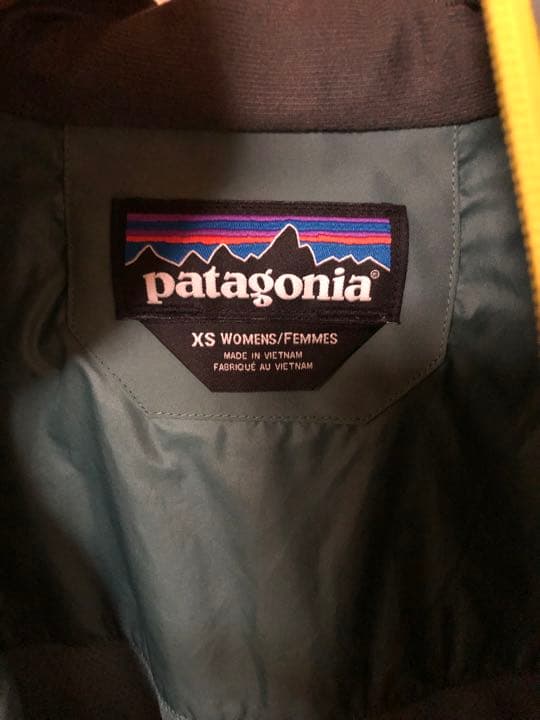 patagonia®
XS WOMENS/FEMMES
MADE IN VIETNAM
FABRIQUÉ AU VIETNAM